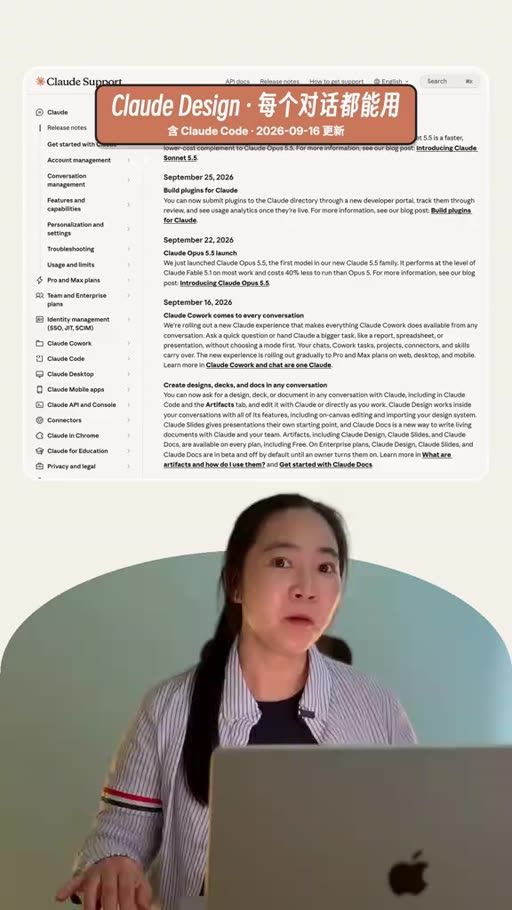 Claude Support
API docs
Release notes
How to get support
English
Search
⌘K
Claude Design · 每个对话都能用
含 Claude Code · 2026-09-16 更新
Claude
Release notes
Get started with Claude
Account management
Conversation
management
Features and
capabilities
Personalization and
settings
Troubleshooting
Usage and limits
Pro and Max plans
Team and Enterprise
plans
Identity management
(SSO, JIT, SCIM)
Claude Cowork
Claude Code
Claude Desktop
Claude Mobile apps
Claude API and Console
Connectors
Claude in Chrome
Claude for Education
Privacy and legal
et 5.5 is a faster,
lower-cost complement to Claude Opus 5.5. For more information, see our blog post: Introducing Claude
Sonnet 5.5.
September 25, 2026
Build plugins for Claude
You can now submit plugins to the Claude directory through a new developer portal, track them through
review, and see usage analytics once they're live. For more information, see our blog post: Build plugins
for Claude.
September 22, 2026
Claude Opus 5.5 launch
We just launched Claude Opus 5.5, the first model in our new Claude 5.5 family. It performs at the level of
Claude Fable 5.1 on most work and costs 40% less to run than Opus 5. For more information, see our blog
post: Introducing Claude Opus 5.5.
September 16, 2026
Claude Cowork comes to every conversation
We're rolling out a new Claude experience that makes everything Claude Cowork does available from any
conversation. Ask a quick question or hand Claude a bigger task, like a report, spreadsheet, or
presentation, without choosing a mode first. Your chats, Cowork tasks, projects, connectors, and skills
carry over. The new experience is rolling out gradually to Pro and Max plans on web, desktop, and mobile.
Learn more in Claude Cowork and chat are one Claude.
Create designs, decks, and docs in any conversation
You can now ask for a design, deck, or document in any conversation with Claude, including in Claude
Code and the Artifacts tab, and edit it with Claude or directly as you work. Claude Design works inside
your conversations with all of its features, including on-canvas editing and importing your design system.
Claude Slides gives presentations their own starting point, and Claude Docs is a new way to write living
documents with Claude and your team. Artifacts, including Claude Design, Claude Slides, and Claude
Docs, are available on every plan, including Free. On Enterprise plans, Claude Design, Claude Slides, and
Claude Docs are in beta and off by default until an owner turns them on. Learn more in What are
artifacts and how do I use them? and Get started with Claude Docs.